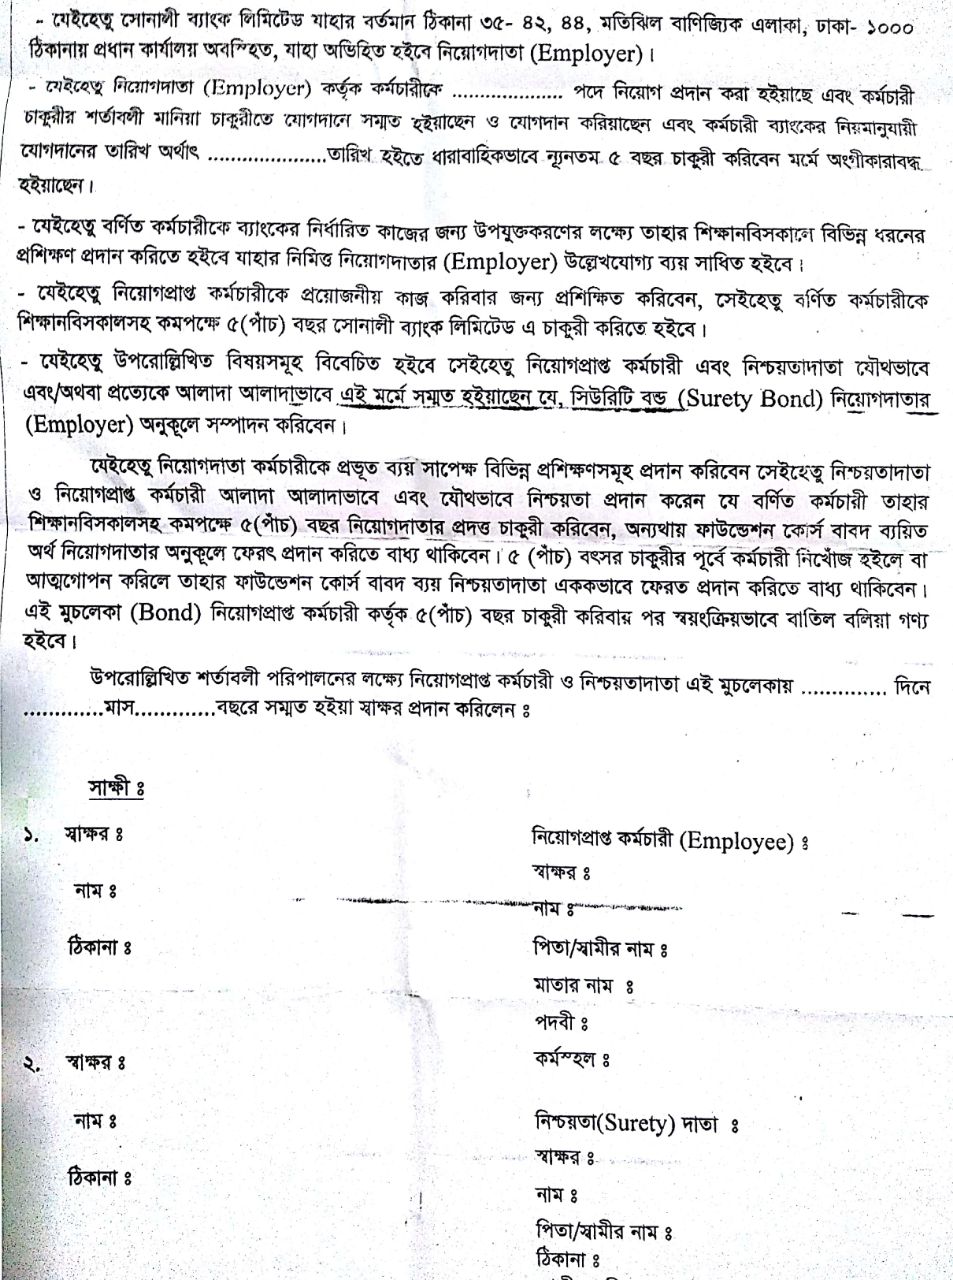 - যেইহেতু সোনালী ব্যাংক লিমিটেড যাহার বর্তমান ঠিকানা ৩৫- ৪২, ৪৪, মতিঝিল বাণিজ্যিক এলাকা, ঢাকা- ১০০০
ঠিকানায় প্রধান কার্যালয় অবস্হিত, যাহা অভিহিত হইবে নিয়োগদাতা (Employer)।
- যেইহেতু নিয়োগদাতা (Employer) কর্তৃক কর্মচারীকে .................... পদে নিয়োগ প্রদান করা হইয়াছে এবং কর্মচারী
চাকুরীর শর্তাবলী মানিয়া চাকুরীতে যোগদানে সম্মত হইয়াছেন ও যোগদান করিয়াছেন এবং কর্মচারী ব্যাংকের নিয়মানুযায়ী
যোগদানের তারিখ অর্থাৎ ......................তারিখ হইতে ধারাবাহিকভাবে ন্যূনতম ৫ বছর চাকুরী করিবেন মর্মে অংগীকারাবদ্ধ
হইয়াছেন।
- যেইহেতু বর্ণিত কর্মচারীকে ব্যাংকের নির্ধারিত কাজের জন্য উপযুক্তকরণের লক্ষ্যে তাহার শিক্ষানবিসকালে বিভিন্ন ধরনের
প্রশিক্ষণ প্রদান করিতে হইবে যাহার নিমিত্ত নিয়োগদাতার (Employer) উল্লেখযোগ্য ব্যয় সাধিত হইবে।
- যেইহেতু নিয়োগপ্রাপ্ত কর্মচারীকে প্রয়োজনীয় কাজ করিবার জন্য প্রশিক্ষিত করিবেন, সেইহেতু বর্ণিত কর্মচারীকে
শিক্ষানবিসকালসহ কমপক্ষে ৫(পাঁচ) বছর সোনালী ব্যাংক লিমিটেড এ চাকুরী করিতে হইবে।
- যেইহেতু উপরোল্লিখিত বিষয়সমূহ বিবেচিত হইবে সেইহেতু নিয়োগপ্রাপ্ত কর্মচারী এবং নিশ্চয়তাদাতা যৌথভাবে
এবং/অথবা প্রত্যেকে আলাদা আলাদাভাবে এই মর্মে সম্মত হইয়াছেন যে, সিউরিটি বন্ড (Surety Bond) নিয়োগদাতার
(Employer) অনুকূলে সম্পাদন করিবেন।
যেইহেতু নিয়োগদাতা কর্মচারীকে প্রভূত ব্যয় সাপেক্ষ বিভিন্ন প্রশিক্ষণসমূহ প্রদান করিবেন সেইহেতু নিশ্চয়তাদাতা
ও নিয়োগপ্রাপ্ত কর্মচারী আলাদা আলাদাভাবে এবং যৌথভাবে নিশ্চয়তা প্রদান করেন যে বর্ণিত কর্মচারী তাহার
শিক্ষানবিসকালসহ কমপক্ষে ৫(পাঁচ) বছর নিয়োগদাতার প্রদত্ত চাকুরী করিবেন, অন্যথায় ফাউন্ডেশন কোর্স বাবদ ব্যয়িত
অর্থ নিয়োগদাতার অনুকূলে ফেরৎ প্রদান করিতে বাধ্য থাকিবেন। ৫ (পাঁচ) বৎসর চাকুরীর পূর্বে কর্মচারী নিখোঁজ হইলে বা
আত্মগোপন করিলে তাহার ফাউন্ডেশন কোর্স বাবদ ব্যয় নিশ্চয়তাদাতা এককভাবে ফেরত প্রদান করিতে বাধ্য থাকিবেন।
এই মুচলেকা (Bond) নিয়োগপ্রাপ্ত কর্মচারী কর্তৃক ৫(পাঁচ) বছর চাকুরী করিবার পর স্বয়ংক্রিয়ভাবে বাতিল বলিয়া গণ্য
হইবে।
উপরোল্লিখিত শর্তাবলী পরিপালনের লক্ষ্যে নিয়োগপ্রাপ্ত কর্মচারী ও নিশ্চয়তাদাতা এই মুচলেকায় ............... দিনে
..............মাস...............বছরে সম্মত হইয়া স্বাক্ষর প্রদান করিলেন ঃ
সাক্ষী ঃ
১. স্বাক্ষর ঃ
নাম ঃ
ঠিকানা ঃ
২. স্বাক্ষর ঃ
নাম ঃ
ঠিকানা ঃ
নিয়োগপ্রাপ্ত কর্মচারী (Employee) ঃ
স্বাক্ষর ঃ
নাম ঃ
পিতা/স্বামীর নাম ঃ
মাতার নাম ঃ
পদবী ঃ
কর্মস্হল ঃ
নিশ্চয়তা(Surety) দাতা ঃ
স্বাক্ষর ঃ
নাম ঃ
পিতা/স্বামীর নাম ঃ
ঠিকানা ঃ